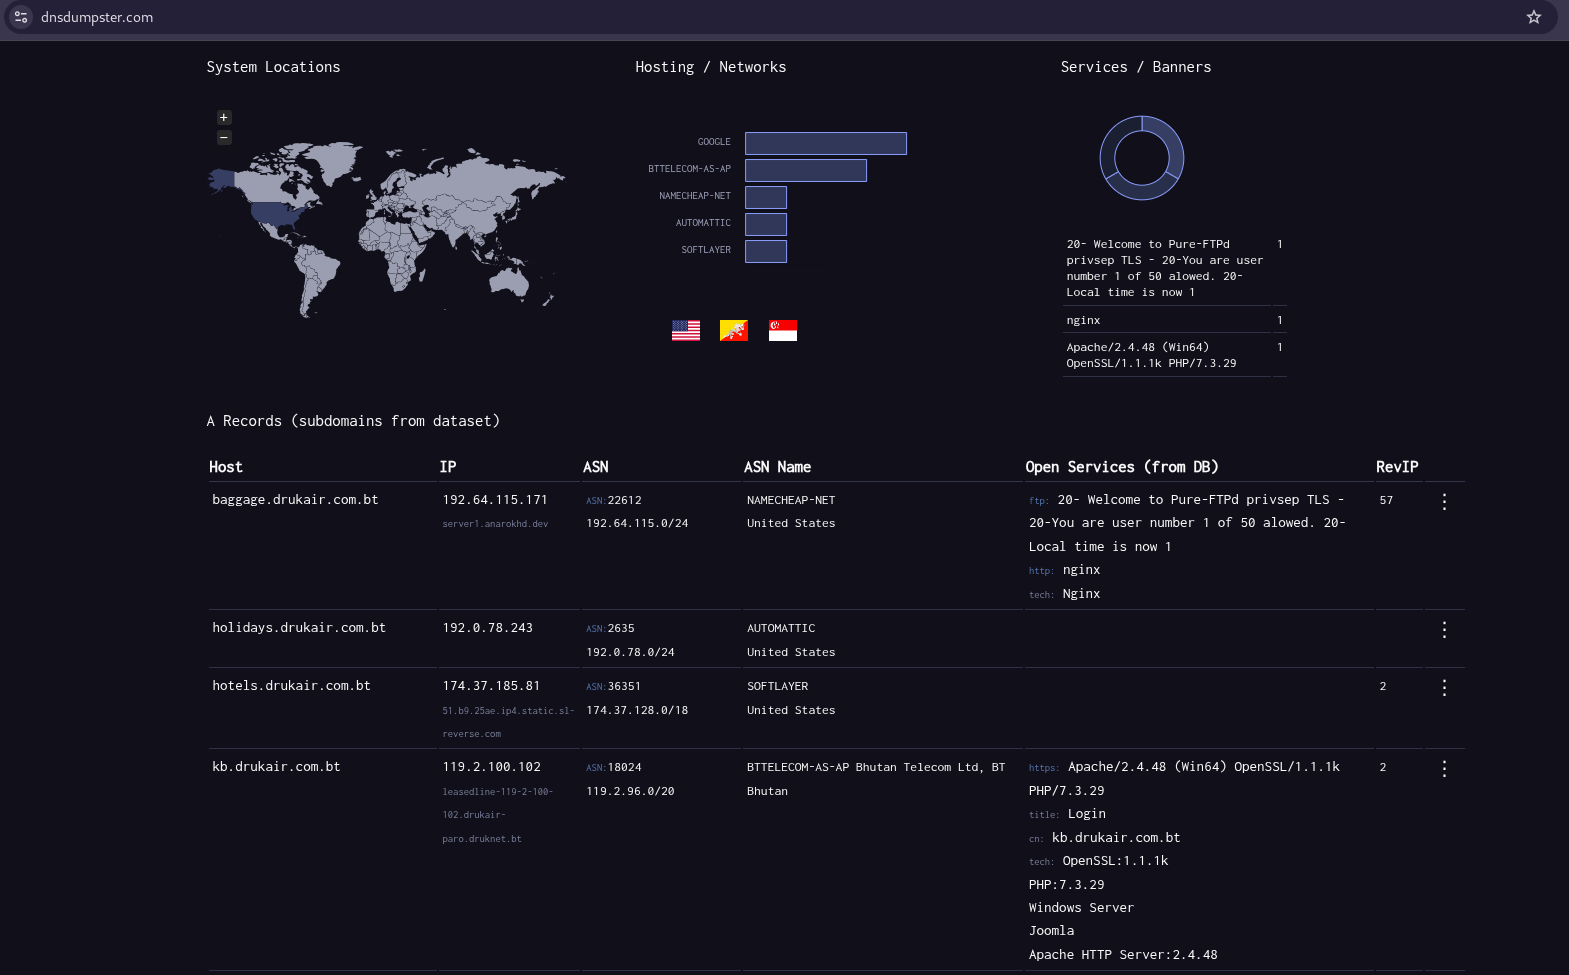 dnsdumpster.com
System Locations
Hosting / Networks
Services / Banners
+
−
GOOGLE
BTTELECOM-AS-AP
NAMECHEAP-NET
AUTOMATTIC
SOFTLAYER
20- Welcome to Pure-FTPd 1
privsep TLS - 20-You are user
number 1 of 50 alowed. 20-
Local time is now 1
nginx 1
Apache/2.4.48 (Win64) 1
OpenSSL/1.1.1k PHP/7.3.29
A Records (subdomains from dataset)
Host IP ASN ASN Name Open Services (from DB) RevIP
baggage.drukair.com.bt 192.64.115.171 ASN:22612 NAMECHEAP-NET ftp: 20- Welcome to Pure-FTPd privsep TLS - 57
server1.anarokhd.dev 192.64.115.0/24 United States 20-You are user number 1 of 50 alowed. 20-
Local time is now 1
http: nginx
tech: Nginx
holidays.drukair.com.bt 192.0.78.243 ASN:2635 AUTOMATTIC
192.0.78.0/24 United States
hotels.drukair.com.bt 174.37.185.81 ASN:36351 SOFTLAYER 2
51.b9.25ae.ip4.static.sl- 174.37.128.0/18 United States
reverse.com
kb.drukair.com.bt 119.2.100.102 ASN:18024 BTTELECOM-AS-AP Bhutan Telecom Ltd, BT https: Apache/2.4.48 (Win64) OpenSSL/1.1.1k 2
leasedline-119-2-100- 119.2.96.0/20 Bhutan PHP/7.3.29
102.drukair- title: Login
paro.druknet.bt cn: kb.drukair.com.bt
tech: OpenSSL:1.1.1k
PHP:7.3.29
Windows Server
Joomla
Apache HTTP Server:2.4.48